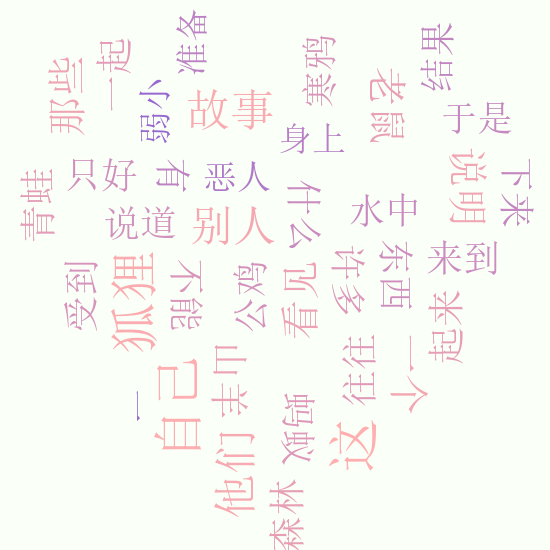 准备
一起
结果
寒鸦
那些
老鼠
弱小
故事
于是
身上
说明
下来
青蛙
只好
有
恶人
什么
水中
说道
别人
来到
受到
狐狸
不能
公鸡
看见
许多
东西
起来
山羊
往往
一个
自己
一
蚂蚁
这
他们
森林